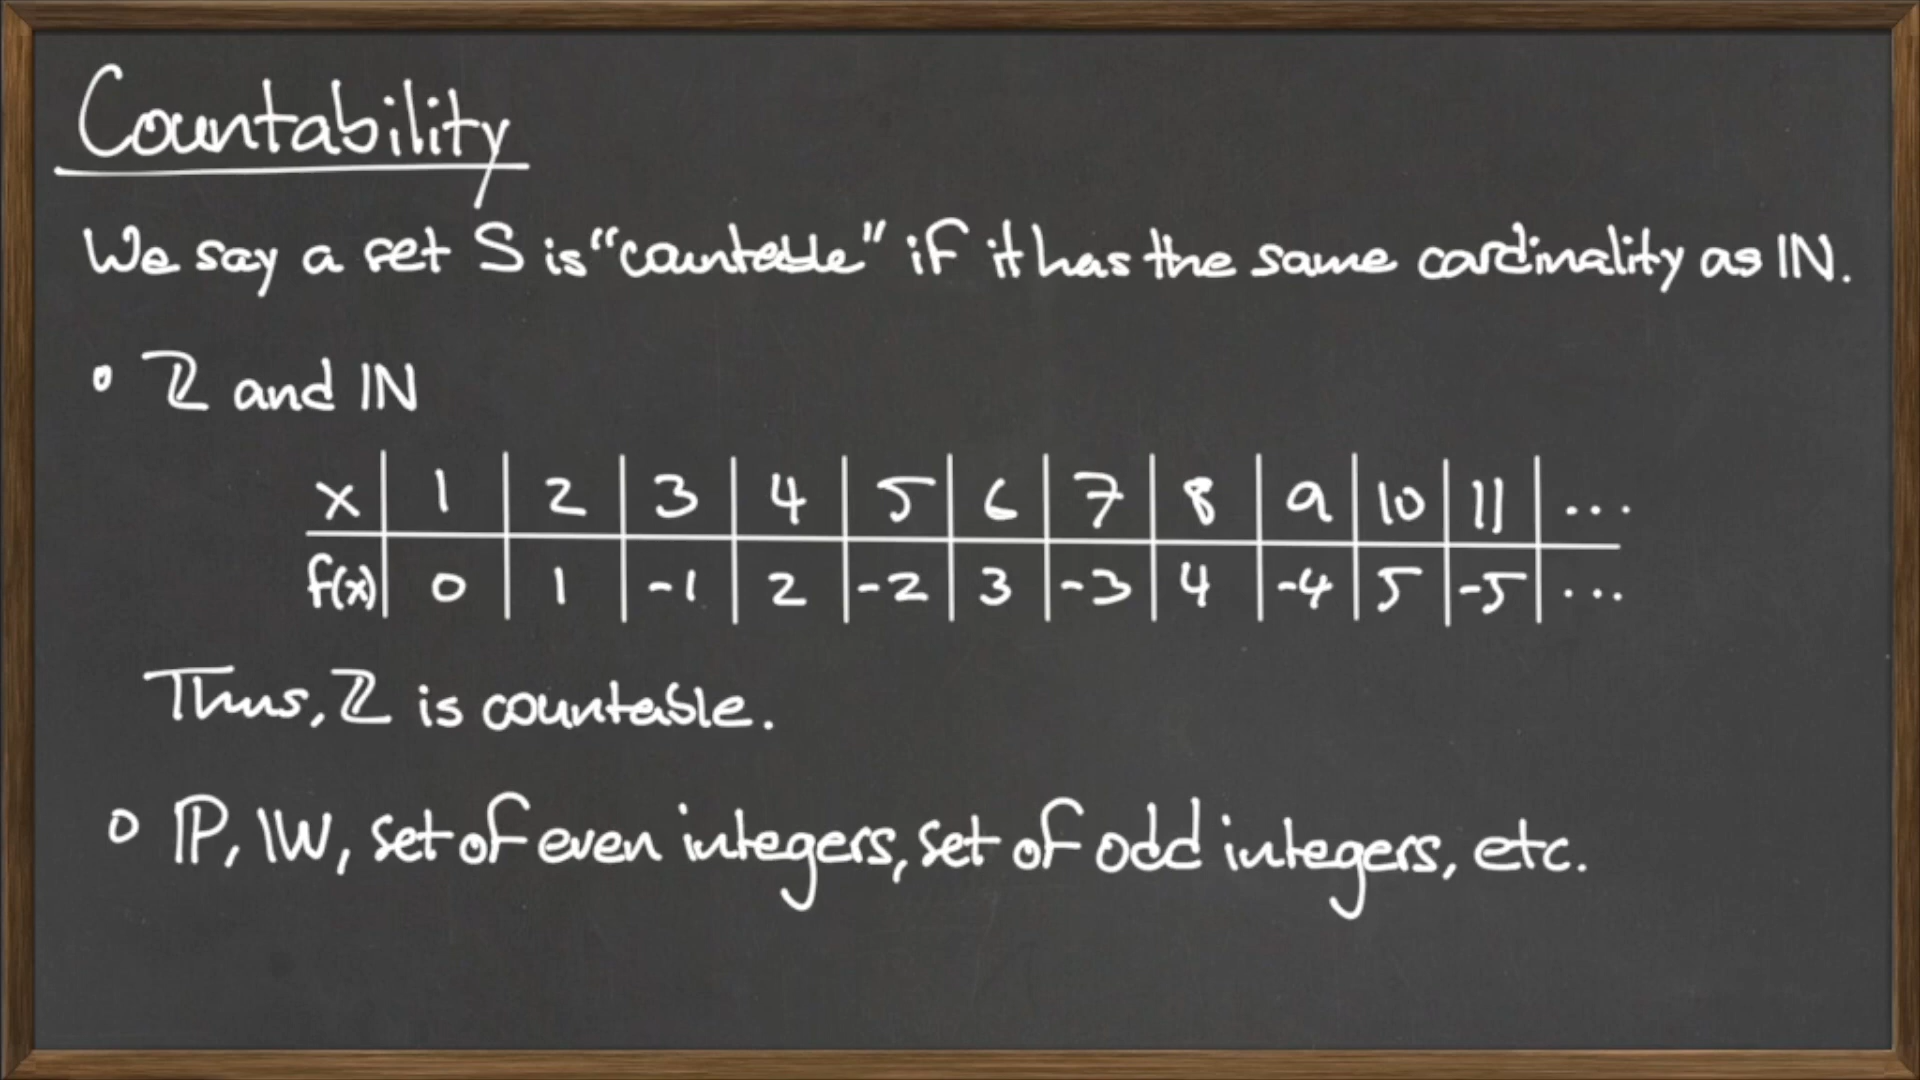 Countability
We say a set S is "countable" if it has the same cardinality as ℕ.
• ℤ and ℕ
x | 1 | 2 | 3 | 4 | 5 | 6 | 7 | 8 | 9 | 10 | 11 | ...
f(x) | 0 | 1 | -1 | 2 | -2 | 3 | -3 | 4 | -4 | 5 | -5 | ...
Thus, ℤ is countable.
• ℙ, 𝕎, set of even integers, set of odd integers, etc.